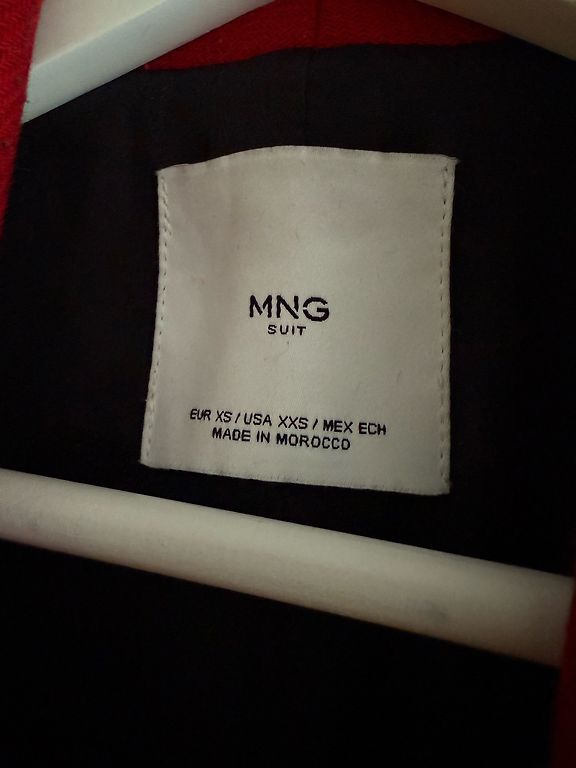 MNG
SUIT
EUR XS / USA XXS / MEX ECH
MADE IN MOROCCO